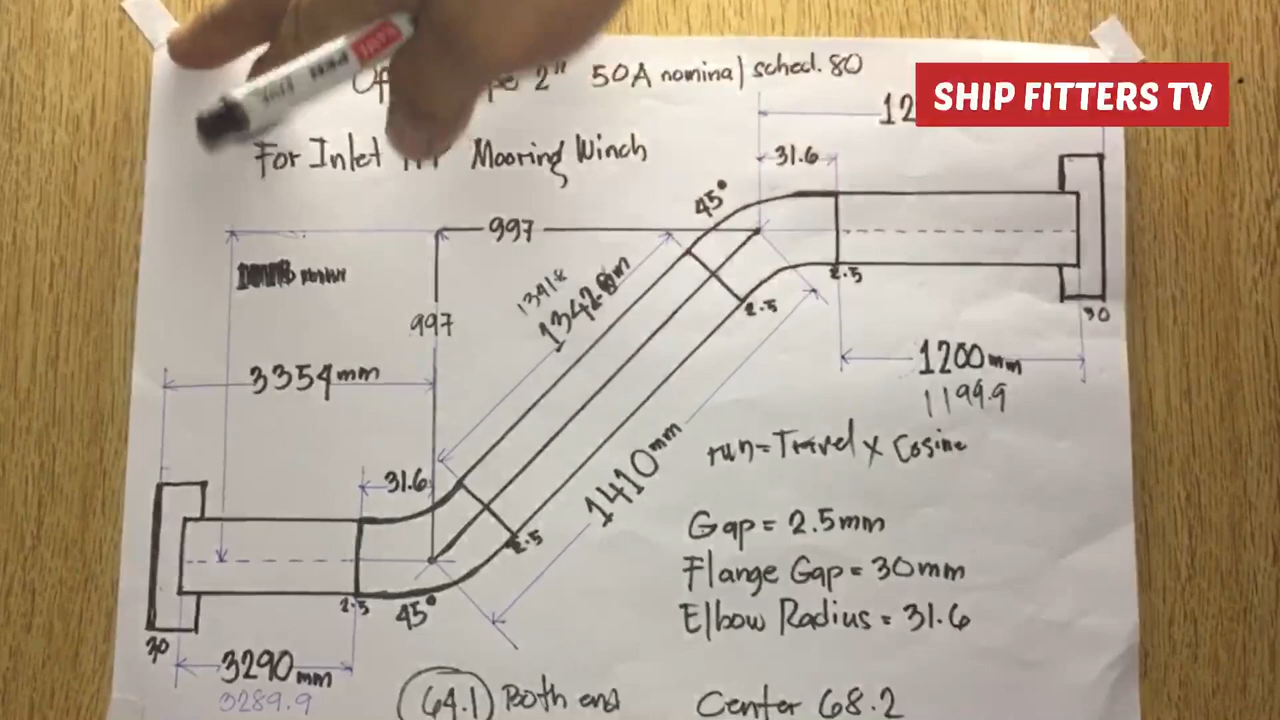 2" 50A nominal sched. 80
SHIP FITTERS TV
12
For Inlet Mooring Winch
31.6
45°
997
2.5
1341.8
1342.0m
2.5
997
30
3354mm
1200mm
1199.9
run = Travel x Cosine
31.6
1410mm
Gap = 2.5mm
2.5
Flange Gap = 30mm
2.5
45°
Elbow Radius = 31.6
30
3290mm
3289.9
64.1 Both end
Center 68.2